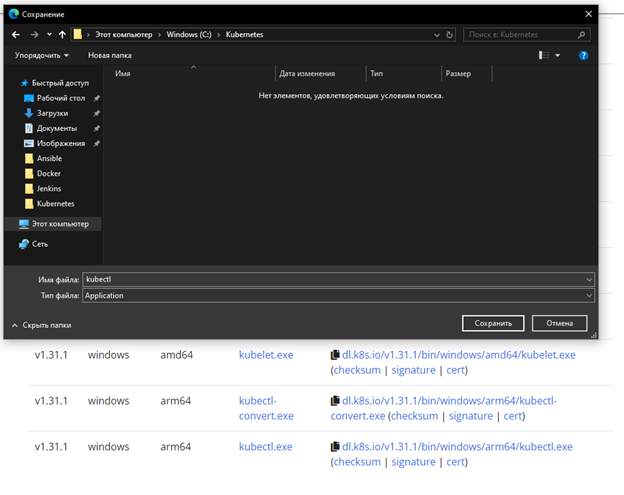 Сохранение
Этот компьютер > Windows (C:) > Kubernetes
Поиск в: Kubernetes
Упорядочить
Новая папка
Имя
Дата изменения
Тип
Размер
Нет элементов, удовлетворяющих условиям поиска.
Быстрый доступ
Рабочий стол
Загрузки
Документы
Изображения
Ansible
Docker
Jenkins
Kubernetes
Этот компьютер
Сеть
Имя файла: kubectl
Тип файла: Application
Скрыть папки
Сохранить
Отмена
v1.31.1 windows amd64 kubelet.exe dl.k8s.io/v1.31.1/bin/windows/amd64/kubelet.exe
(checksum | signature | cert)
v1.31.1 windows arm64 kubectl- dl.k8s.io/v1.31.1/bin/windows/arm64/kubectl-
convert.exe convert.exe (checksum | signature | cert)
v1.31.1 windows arm64 kubectl.exe dl.k8s.io/v1.31.1/bin/windows/arm64/kubectl.exe
(checksum | signature | cert)